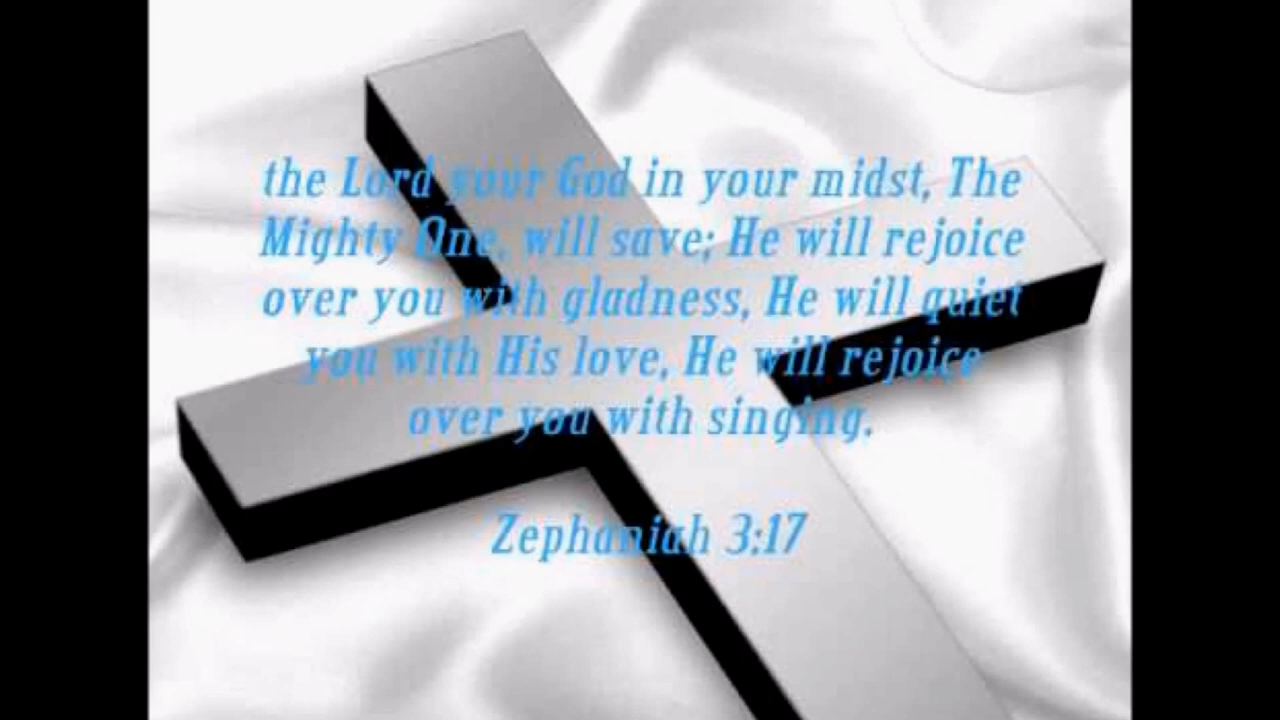 the Lord your God in your midst, The
Mighty One, will save; He will rejoice
over you with gladness, He will quiet
you with His love, He will rejoice
over you with singing.
Zephaniah 3:17